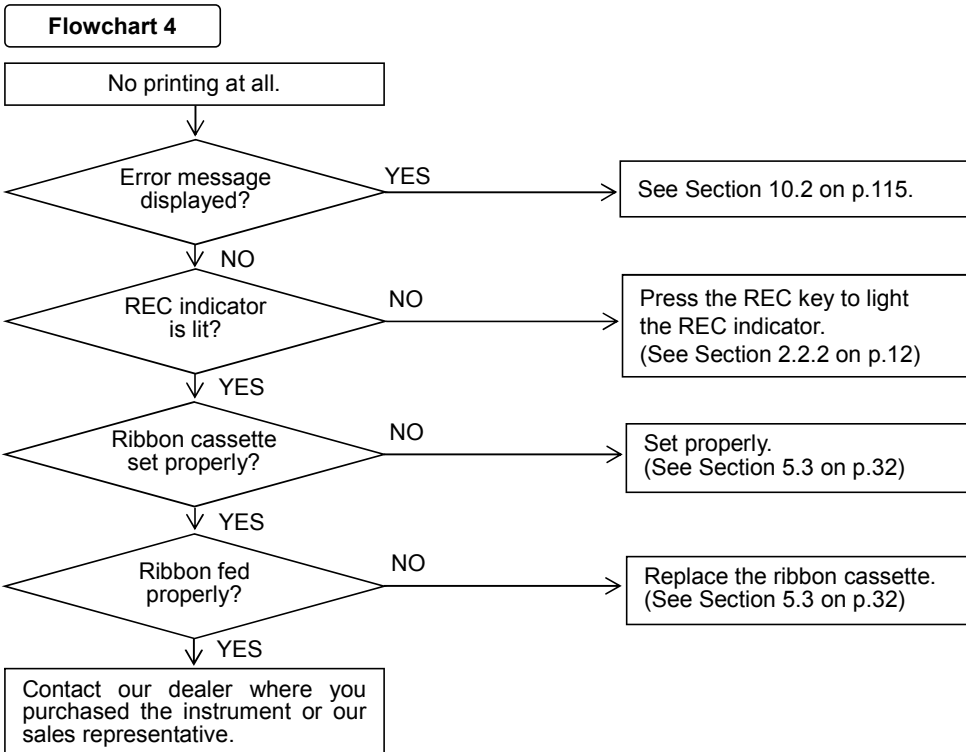 Flowchart 4
No printing at all.
Error message
displayed?
YES
See Section 10.2 on p.115.
NO
REC indicator
is lit?
NO
Press the REC key to light
the REC indicator.
(See Section 2.2.2 on p.12)
YES
Ribbon cassette
set properly?
NO
Set properly.
(See Section 5.3 on p.32)
YES
Ribbon fed
properly?
NO
Replace the ribbon cassette.
(See Section 5.3 on p.32)
YES
Contact our dealer where you
purchased the instrument or our
sales representative.